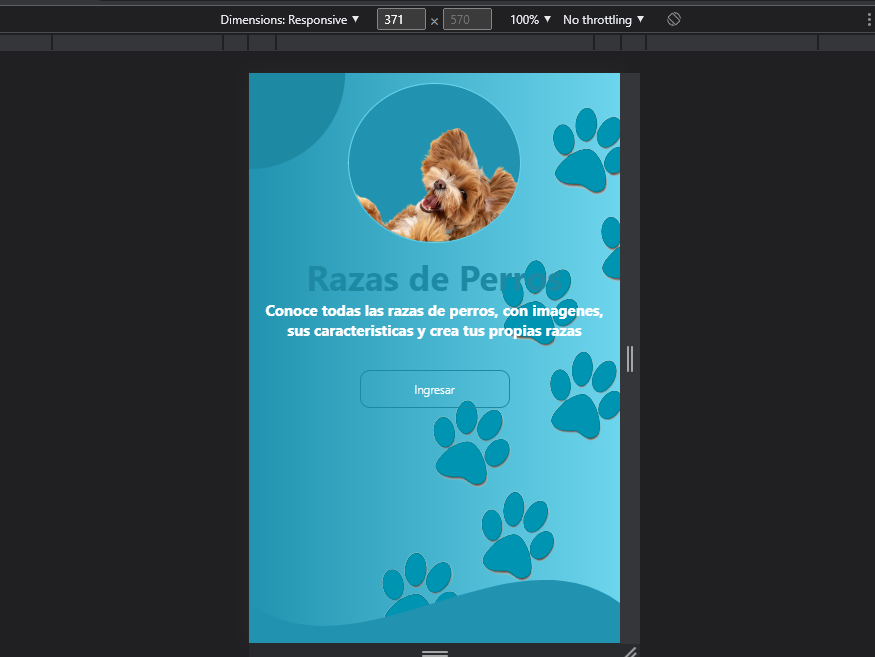 Dimensions: Responsive ▼ 371 × 570 100% ▼ No throttling ▼
Razas de Perros
Conoce todas las razas de perros, con imagenes,
sus caracteristicas y crea tus propias razas
Ingresar